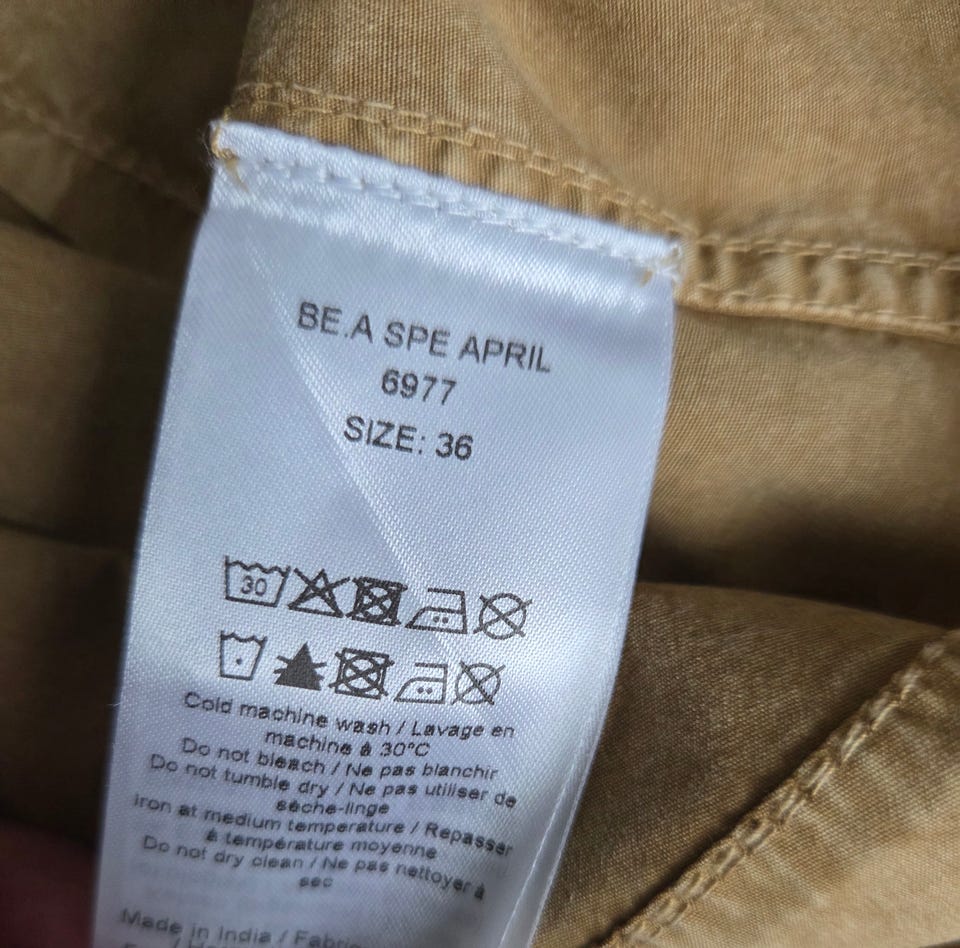 BE.A SPE APRIL
6977
SIZE: 36
30
Cold machine wash / Lavage en
machine à 30°C
Do not bleach / Ne pas blanchir
Do not tumble dry / Ne pas utiliser de
sèche-linge
Iron at medium temperature / Repasser
à température moyenne
Do not dry clean / Ne pas nettoyer à
sec
Made in India / Fabric